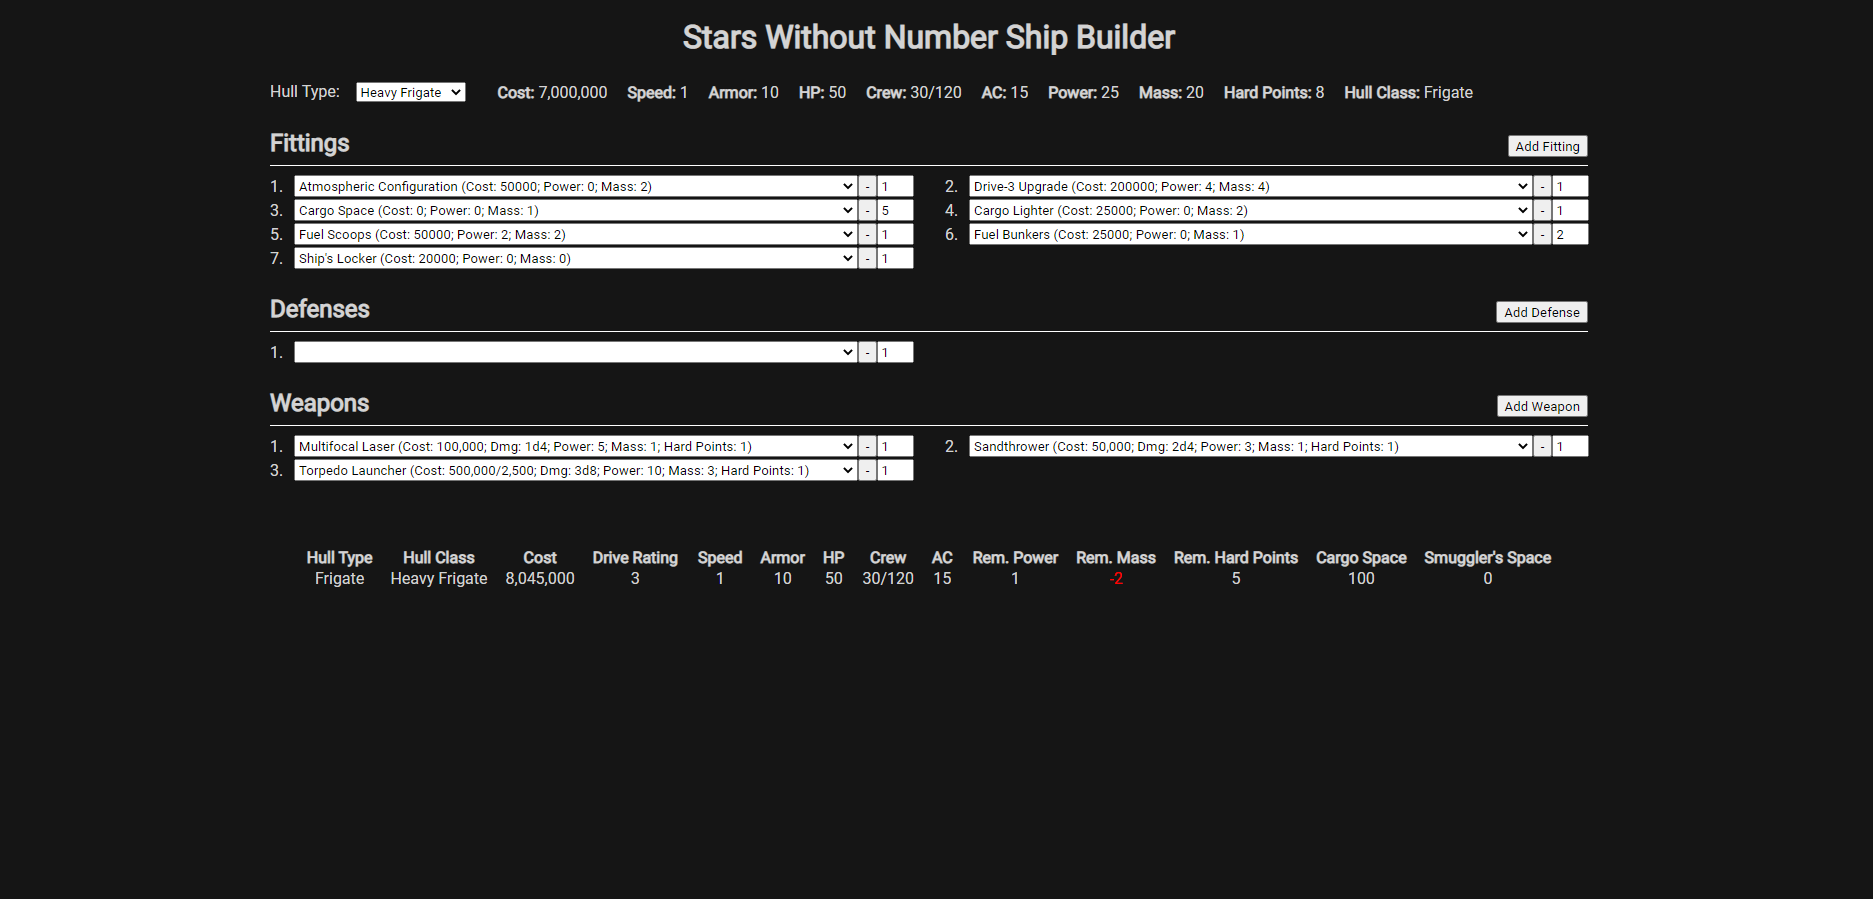 Stars Without Number Ship Builder
Hull Type: Heavy Frigate Cost: 7,000,000 Speed: 1 Armor: 10 HP: 50 Crew: 30/120 AC: 15 Power: 25 Mass: 20 Hard Points: 8 Hull Class: Frigate
Fittings Add Fitting
1. Atmospheric Configuration (Cost: 50000; Power: 0; Mass: 2) - 1 2. Drive-3 Upgrade (Cost: 200000; Power: 4; Mass: 4) - 1
3. Cargo Space (Cost: 0; Power: 0; Mass: 1) - 5 4. Cargo Lighter (Cost: 25000; Power: 0; Mass: 2) - 1
5. Fuel Scoops (Cost: 50000; Power: 2; Mass: 2) - 1 6. Fuel Bunkers (Cost: 25000; Power: 0; Mass: 1) - 2
7. Ship's Locker (Cost: 20000; Power: 0; Mass: 0) - 1
Defenses Add Defense
1. - 1
Weapons Add Weapon
1. Multifocal Laser (Cost: 100,000; Dmg: 1d4; Power: 5; Mass: 1; Hard Points: 1) - 1 2. Sandthrower (Cost: 50,000; Dmg: 2d4; Power: 3; Mass: 1; Hard Points: 1) - 1
3. Torpedo Launcher (Cost: 500,000/2,500; Dmg: 3d8; Power: 10; Mass: 3; Hard Points: 1) - 1
Hull Type Hull Class Cost Drive Rating Speed Armor HP Crew AC Rem. Power Rem. Mass Rem. Hard Points Cargo Space Smuggler's Space
Frigate Heavy Frigate 8,045,000 3 1 10 50 30/120 15 1 -2 5 100 0